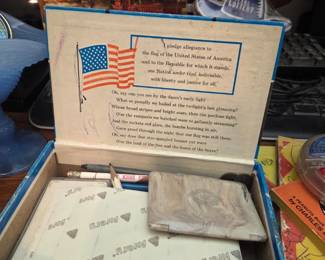 I pledge allegiance to
the flag of the United States of America
and to the Republic for which it stands,
one Nation under God, indivisible,
with liberty and justice for all.
Oh, say can you see by the dawn's early light
What so proudly we hailed at the twilight's last gleaming?
Whose broad stripes and bright stars, thru the perilous fight,
O'er the ramparts we watched were so gallantly streaming?
And the rockets red glare, the bombs bursting in air,
Gave proof through the night that our flag was still there.
Oh, say does that star-spangled banner yet wave
O'er the land of the free and the home of the brave?
BY CHARLES